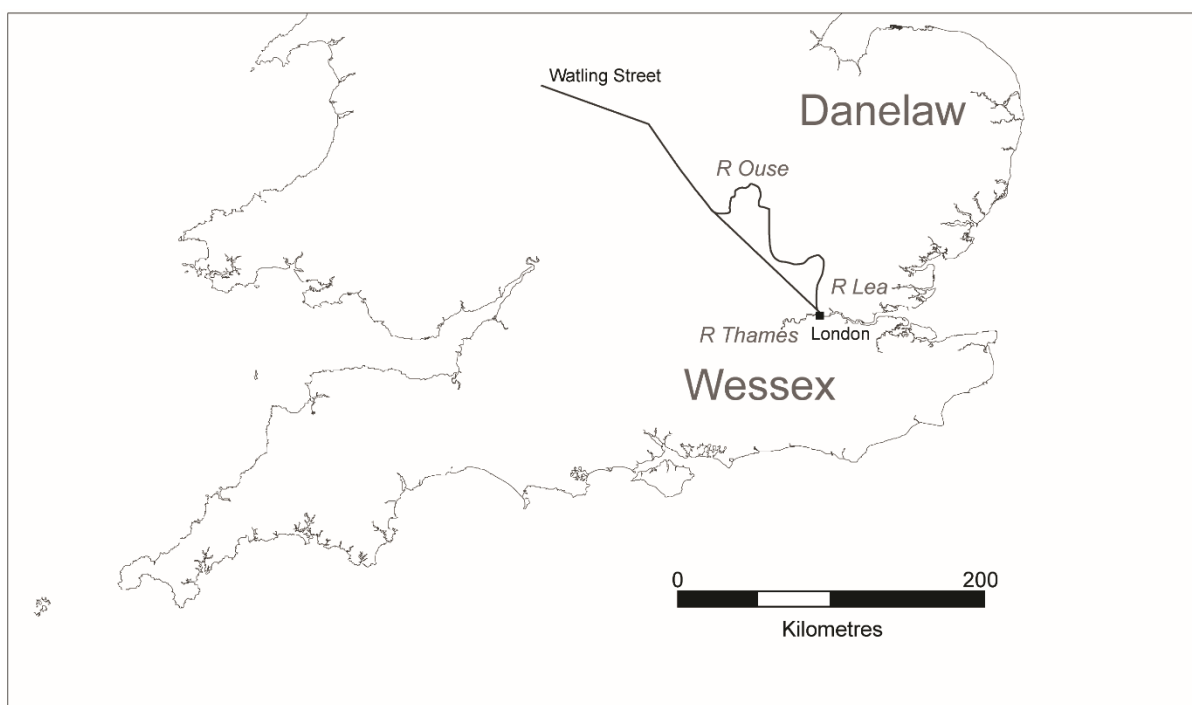 Watling Street
Danelaw
R Ouse
R Lea
R Thames
London
Wessex
0
200
Kilometres